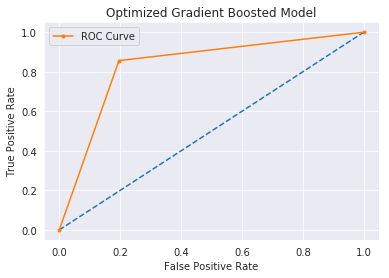 Optimized Gradient Boosted Model
ROC Curve
True Positive Rate
1.0
0.8
0.6
0.4
0.2
0.0
0.0 0.2 0.4 0.6 0.8 1.0
False Positive Rate